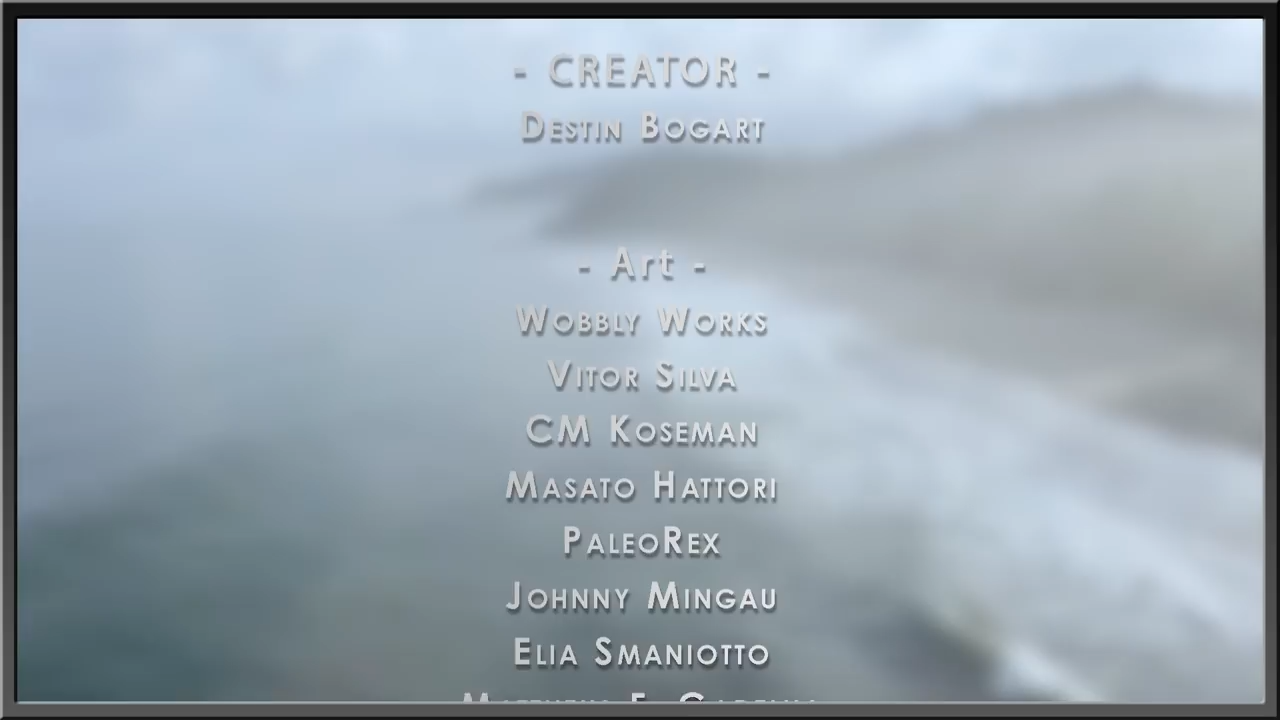 - CREATOR -
Destin Bogart
- Art -
Wobbly Works
Vitor Silva
CM Koseman
Masato Hattori
PaleoRex
Johnny Mingau
Elia Smaniotto